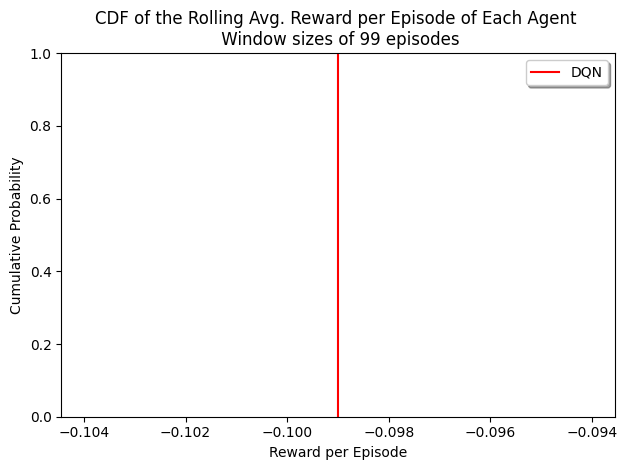 CDF of the Rolling Avg. Reward per Episode of Each Agent
Window sizes of 99 episodes
DQN
Cumulative Probability
1.0
0.8
0.6
0.4
0.2
0.0
−0.104 −0.102 −0.100 −0.098 −0.096 −0.094
Reward per Episode